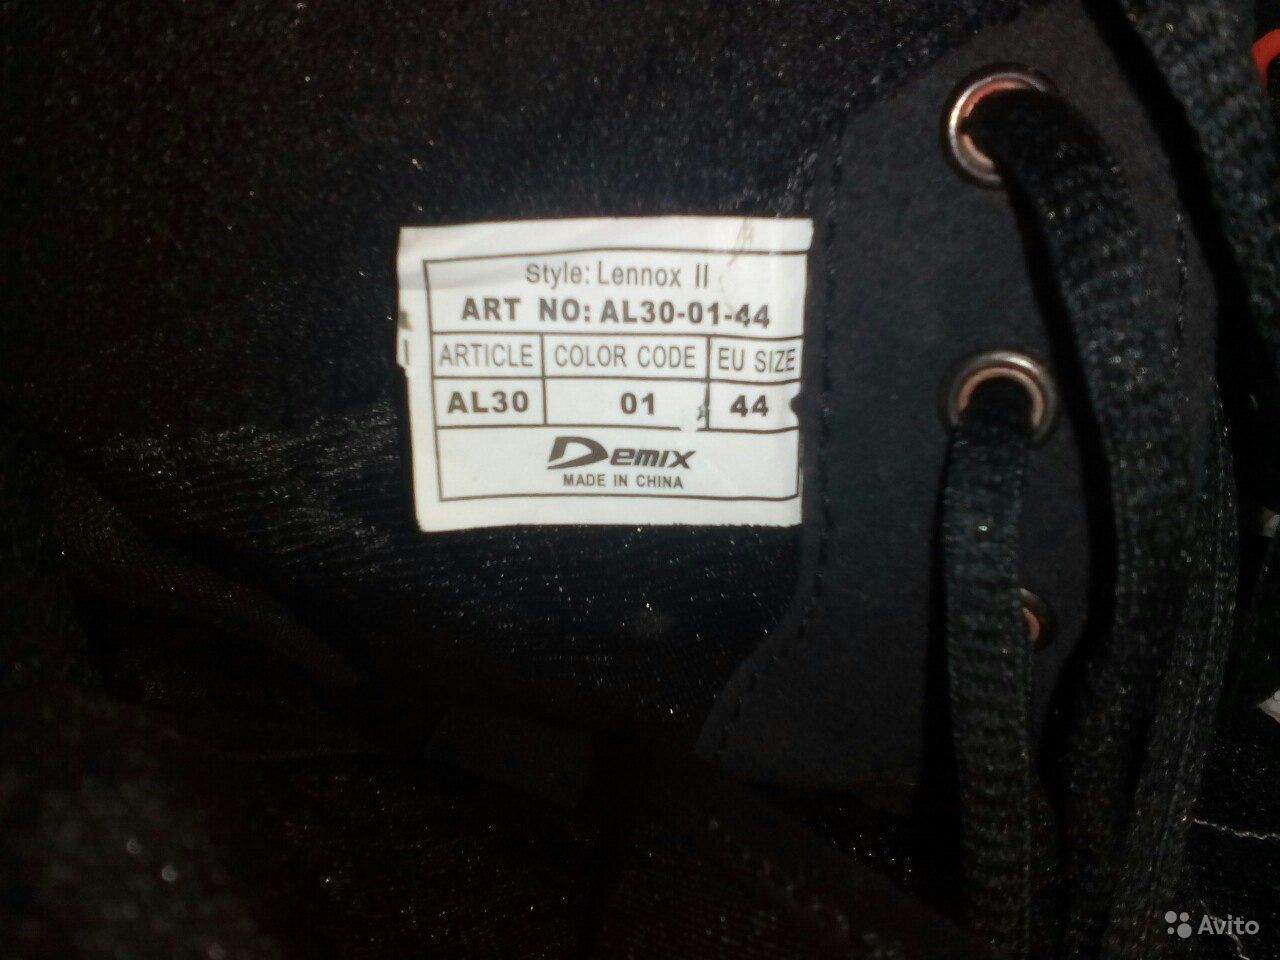 Style: Lennox II
ART NO: AL30-01-44
ARTICLE COLOR CODE EU SIZE
AL30 01 44
DEMIX
MADE IN CHINA
Avito